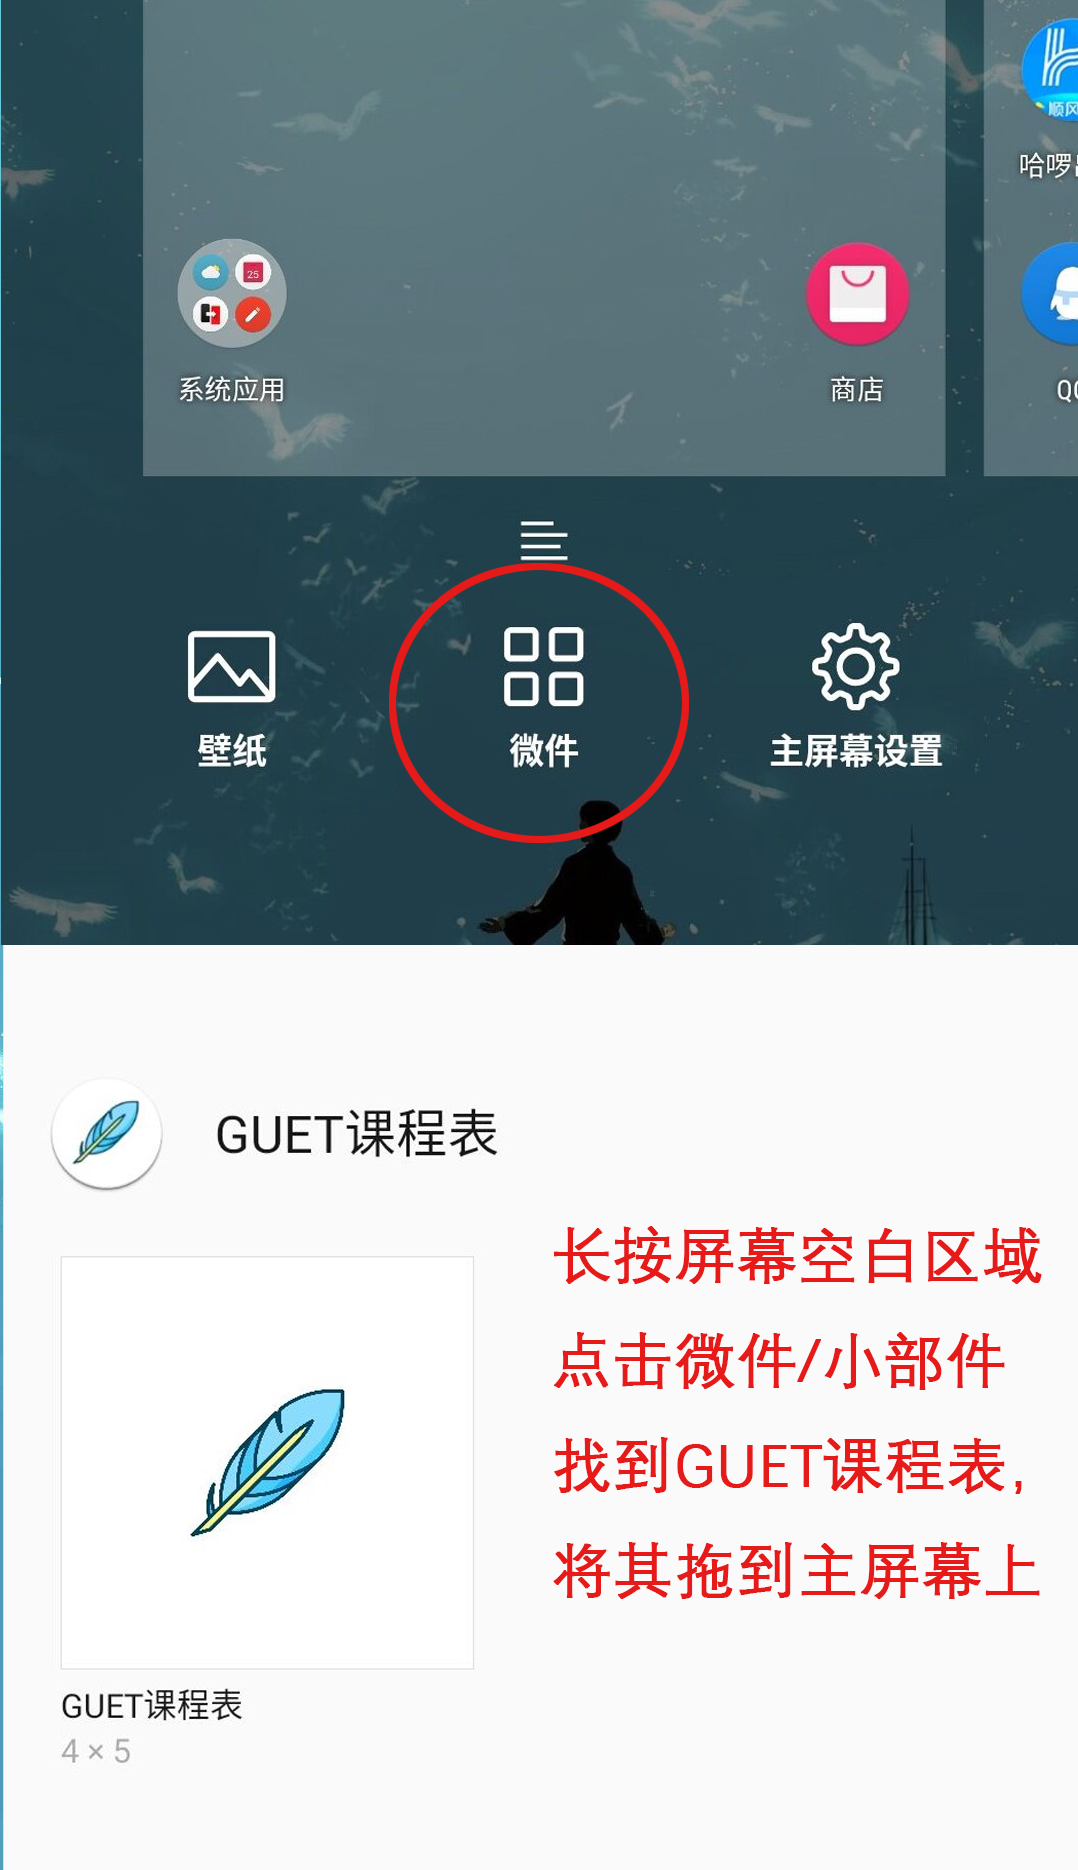 顺风
哈啰
25
系统应用
商店
壁纸
微件
主屏幕设置
GUET课程表
长按屏幕空白区域
点击微件/小部件
找到GUET课程表,
将其拖到主屏幕上
GUET课程表
4 × 5